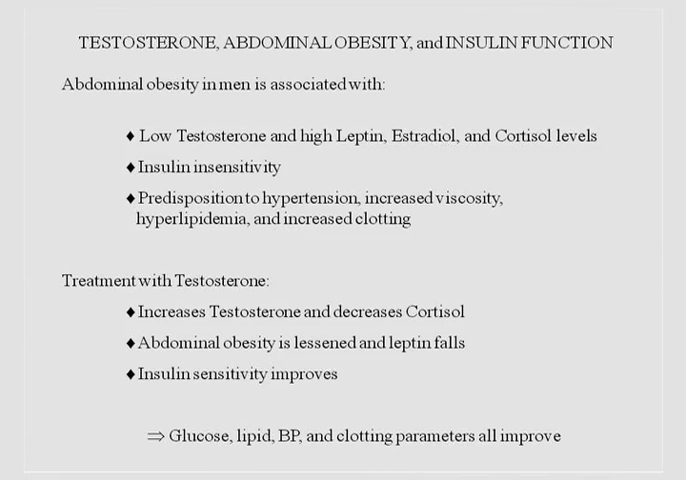 TESTOSTERONE, ABDOMINAL OBESITY, and INSULIN FUNCTION
Abdominal obesity in men is associated with:
♦ Low Testosterone and high Leptin, Estradiol, and Cortisol levels
♦ Insulin insensitivity
♦ Predisposition to hypertension, increased viscosity,
hyperlipidemia, and increased clotting
Treatment with Testosterone:
♦ Increases Testosterone and decreases Cortisol
♦ Abdominal obesity is lessened and leptin falls
♦ Insulin sensitivity improves
⇒ Glucose, lipid, BP, and clotting parameters all improve